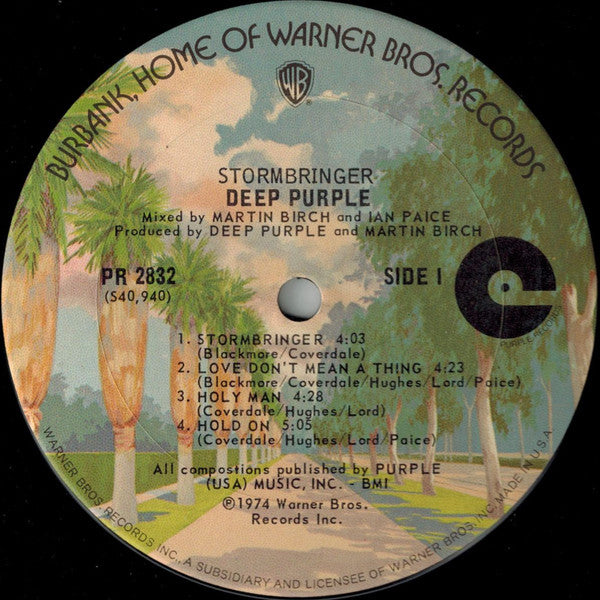 BURBANK, HOME OF WARNER BROS. RECORDS
WB
®
STORMBRINGER
DEEP PURPLE
Mixed by MARTIN BIRCH and IAN PAICE
Produced by DEEP PURPLE and MARTIN BIRCH
PR 2832
SIDE I
(S40,940)
PURPLE RECORDS
1. STORMBRINGER 4:03
(Blackmore/Coverdale)
2. LOVE DON'T MEAN A THING 4:23
(Blackmore/Coverdale/Hughes/Lord/Paice)
3. HOLY MAN 4:28
(Coverdale/Hughes/Lord)
4. HOLD ON 5:05
(Coverdale/Hughes/Lord/Paice)
All compostions published by PURPLE
(USA) MUSIC, INC. - BMI
℗1974 Warner Bros.
Records Inc.
WARNER BROS. RECORDS INC., A SUBSIDIARY AND LICENSEE OF WARNER BROS. INC. MADE IN U.S.A.